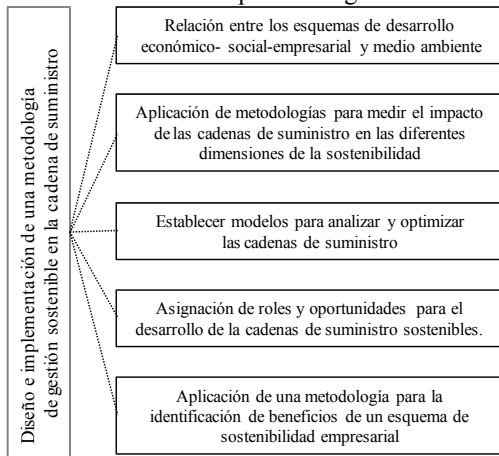 Diseño e implementación de una metodología
de gestión sostenible en la cadena de suministro
Relación entre los esquemas de desarrollo
económico- social-empresarial y medio ambiente
Aplicación de metodologías para medir el impacto
de las cadenas de suministro en las diferentes
dimensiones de la sostenibilidad
Establecer modelos para analizar y optimizar
las cadenas de suministro
Asignación de roles y oportunidades para el
desarrollo de la cadenas de suministro sostenibles.
Aplicación de una metodología para la
identificación de beneficios de un esquema de
sostenibilidad empresarial